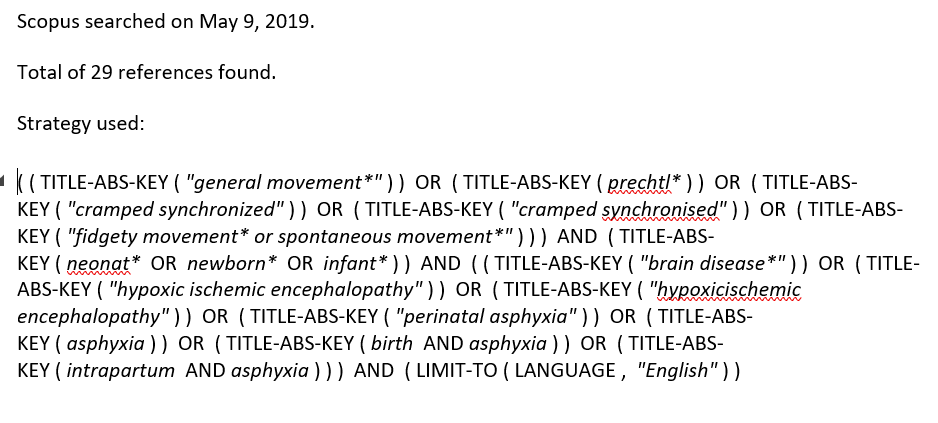 Scopus searched on May 9, 2019.
Total of 29 references found.
Strategy used:
( ( TITLE-ABS-KEY ( "general movement*" ) )  OR  ( TITLE-ABS-KEY ( prechtl* ) )  OR  ( TITLE-ABS-
KEY ( "cramped synchronized" ) )  OR  ( TITLE-ABS-KEY ( "cramped synchronised" ) )  OR  ( TITLE-ABS-
KEY ( "fidgety movement* or spontaneous movement*" ) ) )  AND  ( TITLE-ABS-
KEY ( neonat*  OR  newborn*  OR  infant* ) )  AND  ( ( TITLE-ABS-KEY ( "brain disease*" ) )  OR  ( TITLE-
ABS-KEY ( "hypoxic ischemic encephalopathy" ) )  OR  ( TITLE-ABS-KEY ( "hypoxicischemic
encephalopathy" ) )  OR  ( TITLE-ABS-KEY ( "perinatal asphyxia" ) )  OR  ( TITLE-ABS-
KEY ( asphyxia ) )  OR  ( TITLE-ABS-KEY ( birth  AND asphyxia ) )  OR  ( TITLE-ABS-
KEY ( intrapartum  AND asphyxia ) ) )  AND  ( LIMIT-TO ( LANGUAGE ,  "English" ) )